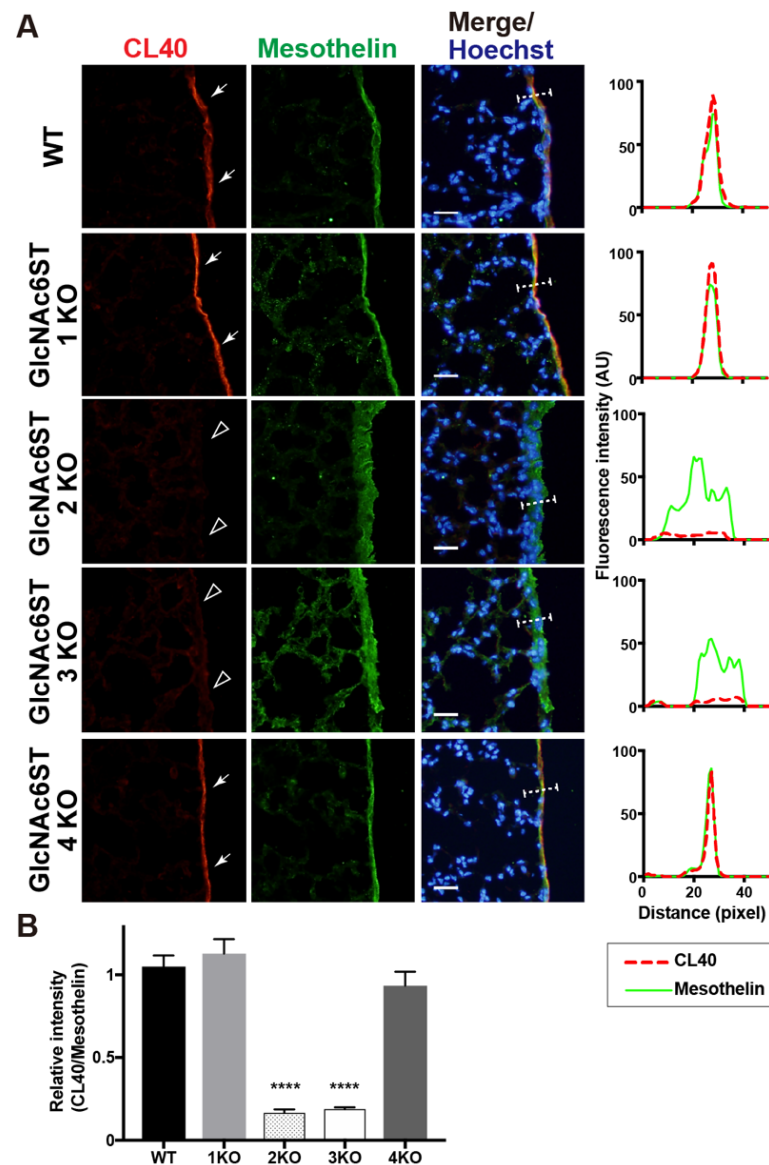 A
CL40
Mesothelin
Merge/
Hoechst
WT
100
50
0
GlcNAc6ST
1 KO
100
50
0
GlcNAc6ST
2 KO
100
50
0
GlcNAc6ST
3 KO
100
50
0
GlcNAc6ST
4 KO
100
50
0
0 20 40
Fluorescence intensity (AU)
Distance (pixel)
CL40
Mesothelin
B
Relative intensity
(CL40/Mesothelin)
1
0.5
0
**** ****
WT 1KO 2KO 3KO 4KO